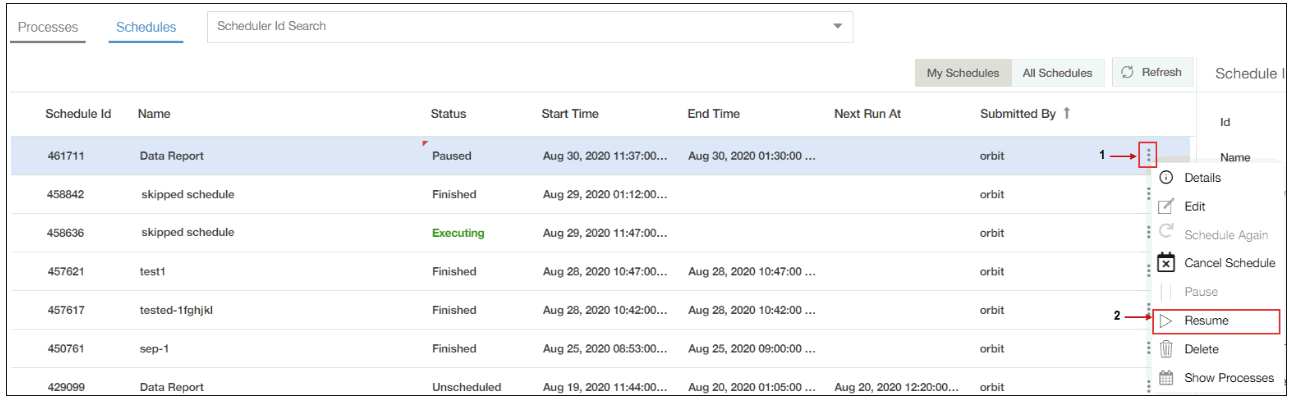 Processes Schedules Scheduler Id Search
My Schedules All Schedules Refresh Schedule I
Schedule Id Name Status Start Time End Time Next Run At Submitted By ↑ Id
461711 Data Report Paused Aug 30, 2020 11:37:00... Aug 30, 2020 01:30:00 ... orbit 1 Name
Details
458842 skipped schedule Finished Aug 29, 2020 01:12:00... orbit
Edit
458636 skipped schedule Executing Aug 29, 2020 11:47:00... orbit Schedule Again
Cancel Schedule
457621 test1 Finished Aug 28, 2020 10:47:00... Aug 28, 2020 10:47:00 ... orbit
Pause
457617 tested-1fghjkl Finished Aug 28, 2020 10:42:00... Aug 28, 2020 10:42:00 ... orbit
2 Resume
450761 sep-1 Finished Aug 25, 2020 08:53:00... Aug 25, 2020 09:00:00 ... orbit Delete
Show Processes
429099 Data Report Unscheduled Aug 19, 2020 11:44:00... Aug 20, 2020 01:05:00 ... Aug 20, 2020 12:20:00... orbit